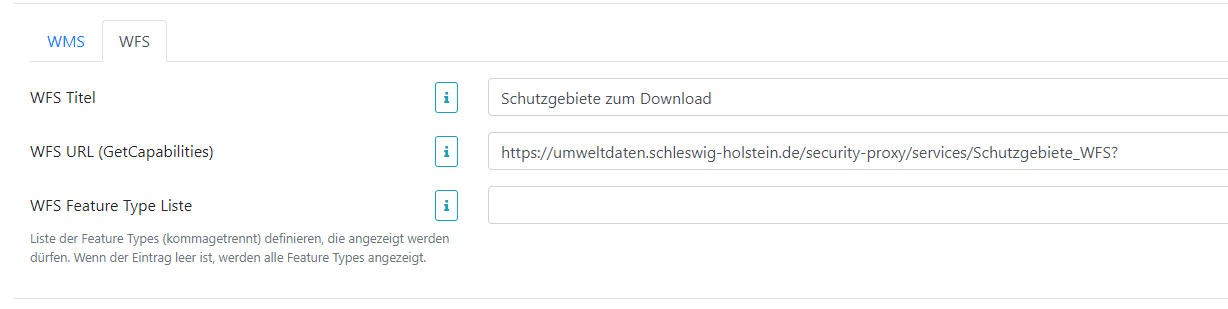 WMS WFS
WFS Titel i Schutzgebiete zum Download
WFS URL (GetCapabilities) i https://umweltdaten.schleswig-holstein.de/security-proxy/services/Schutzgebiete_WFS?
WFS Feature Type Liste i
Liste der Feature Types (kommagetrennt) definieren, die angezeigt werden
dürfen. Wenn der Eintrag leer ist, werden alle Feature Types angezeigt.